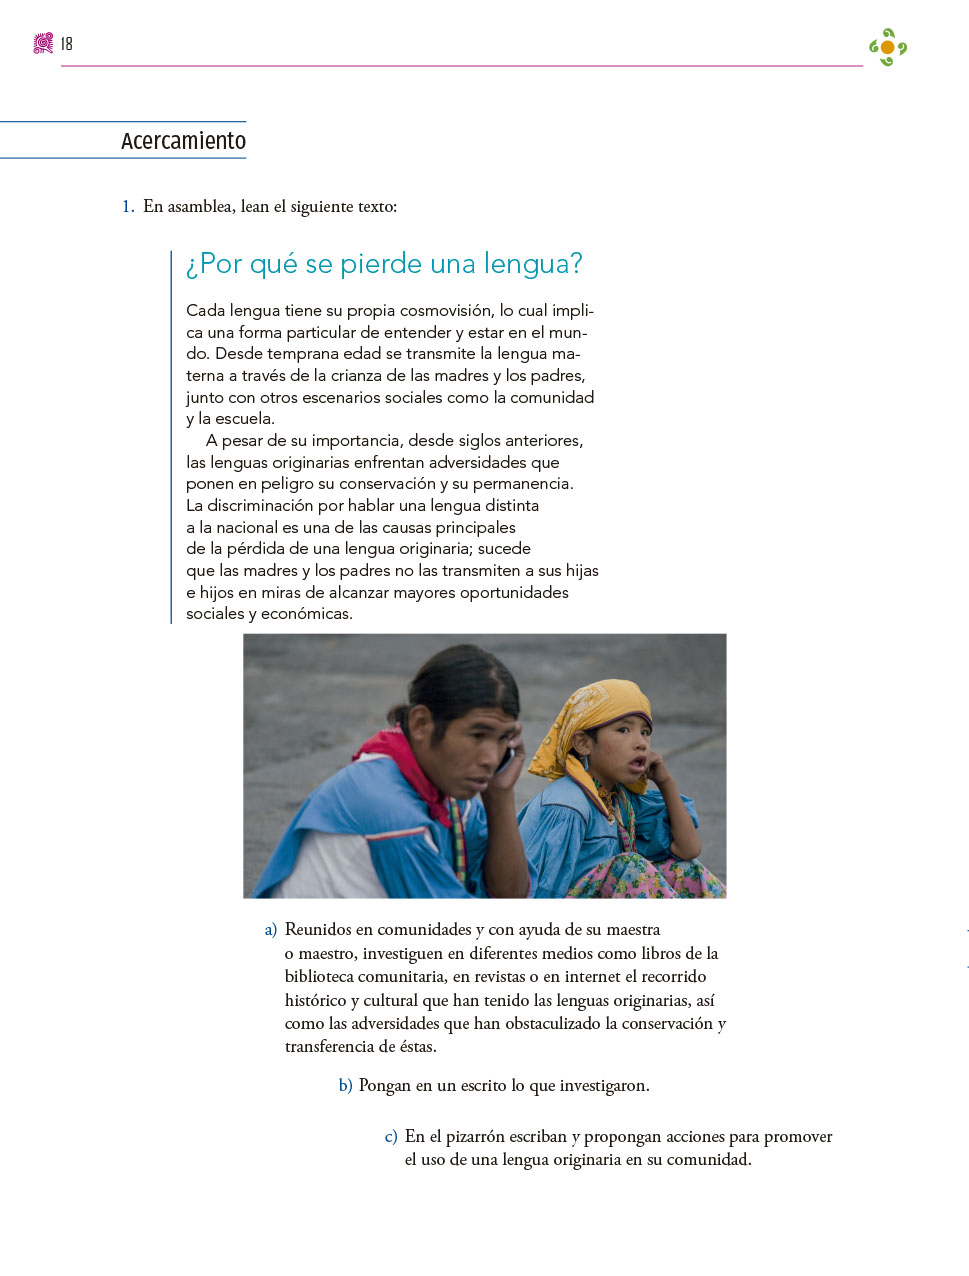 18
Acercamiento
1. En asamblea, lean el siguiente texto:
¿Por qué se pierde una lengua?
Cada lengua tiene su propia cosmovisión, lo cual impli-
ca una forma particular de entender y estar en el mun-
do. Desde temprana edad se transmite la lengua ma-
terna a través de la crianza de las madres y los padres,
junto con otros escenarios sociales como la comunidad
y la escuela.
A pesar de su importancia, desde siglos anteriores,
las lenguas originarias enfrentan adversidades que
ponen en peligro su conservación y su permanencia.
La discriminación por hablar una lengua distinta
a la nacional es una de las causas principales
de la pérdida de una lengua originaria; sucede
que las madres y los padres no las transmiten a sus hijas
e hijos en miras de alcanzar mayores oportunidades
sociales y económicas.
a) Reunidos en comunidades y con ayuda de su maestra
o maestro, investiguen en diferentes medios como libros de la
biblioteca comunitaria, en revistas o en internet el recorrido
histórico y cultural que han tenido las lenguas originarias, así
como las adversidades que han obstaculizado la conservación y
transferencia de éstas.
b) Pongan en un escrito lo que investigaron.
c) En el pizarrón escriban y propongan acciones para promover
el uso de una lengua originaria en su comunidad.